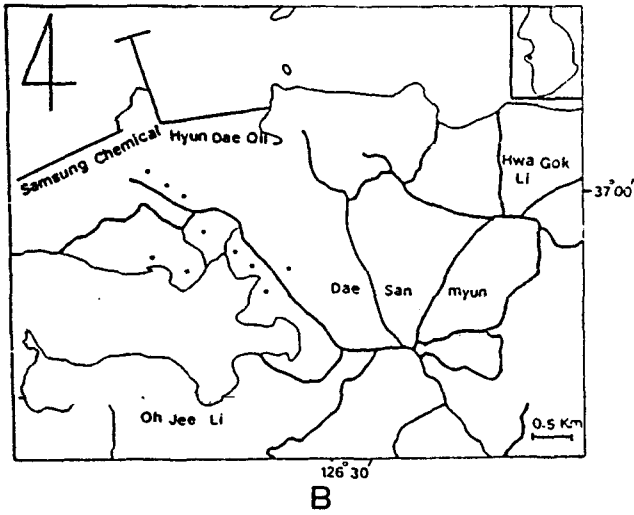 Samsung Chemical
Hyun Dae Oil
Hwa Gok
Li
37°00'
Dae San myun
Oh Jee Li
0.5 Km
126°30'
B